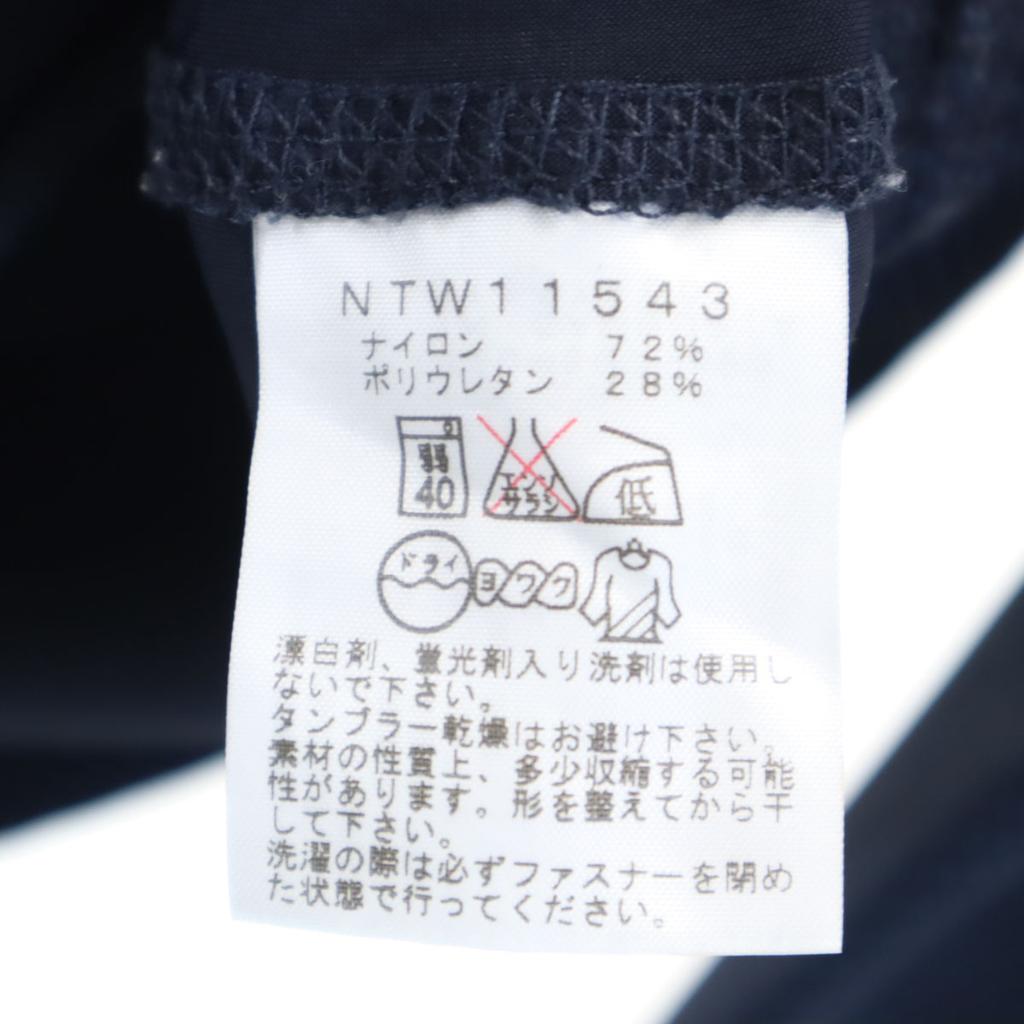 NTW11543
ナイロン 72%
ポリウレタン 28%
弱
40
エンソ
サラシ
低
ドライ
ヨワク
漂白剤、蛍光剤入り洗剤は使用し
ないで下さい。
タンブラー乾燥はお避け下さい。
素材の性質上、多少収縮する可能
性があります。形を整えてから干
して下さい。
洗濯の際は必ずファスナーを閉め
た状態で行ってください。